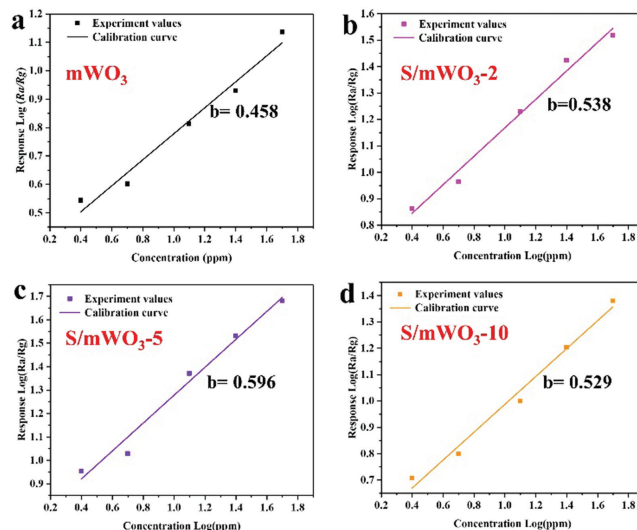 a
Experiment values
Calibration curve
mWO₃
b= 0.458
Response Log (Ra/Rg)
1.2
1.1
1.0
0.9
0.8
0.7
0.6
0.5
0.2 0.4 0.6 0.8 1.0 1.2 1.4 1.6 1.8
Concentration (ppm)
b
Experiment values
Calibration curve
S/mWO₃-2
b=0.538
Response Log(Ra/Rg)
1.6
1.5
1.4
1.3
1.2
1.1
1.0
0.9
0.8
0.2 0.4 0.6 0.8 1.0 1.2 1.4 1.6 1.8
Concentration Log(ppm)
c
Experiment values
Calibration curve
S/mWO₃-5
b= 0.596
Response Log(Ra/Rg)
1.7
1.6
1.5
1.4
1.3
1.2
1.1
1.0
0.9
0.2 0.4 0.6 0.8 1.0 1.2 1.4 1.6 1.8
Concentration Log(ppm)
d
Experiment values
Calibration curve
S/mWO₃-10
b= 0.529
Response Log(Ra/Rg)
1.4
1.3
1.2
1.1
1.0
0.9
0.8
0.7
0.2 0.4 0.6 0.8 1.0 1.2 1.4 1.6 1.8
Concentration Log(ppm)